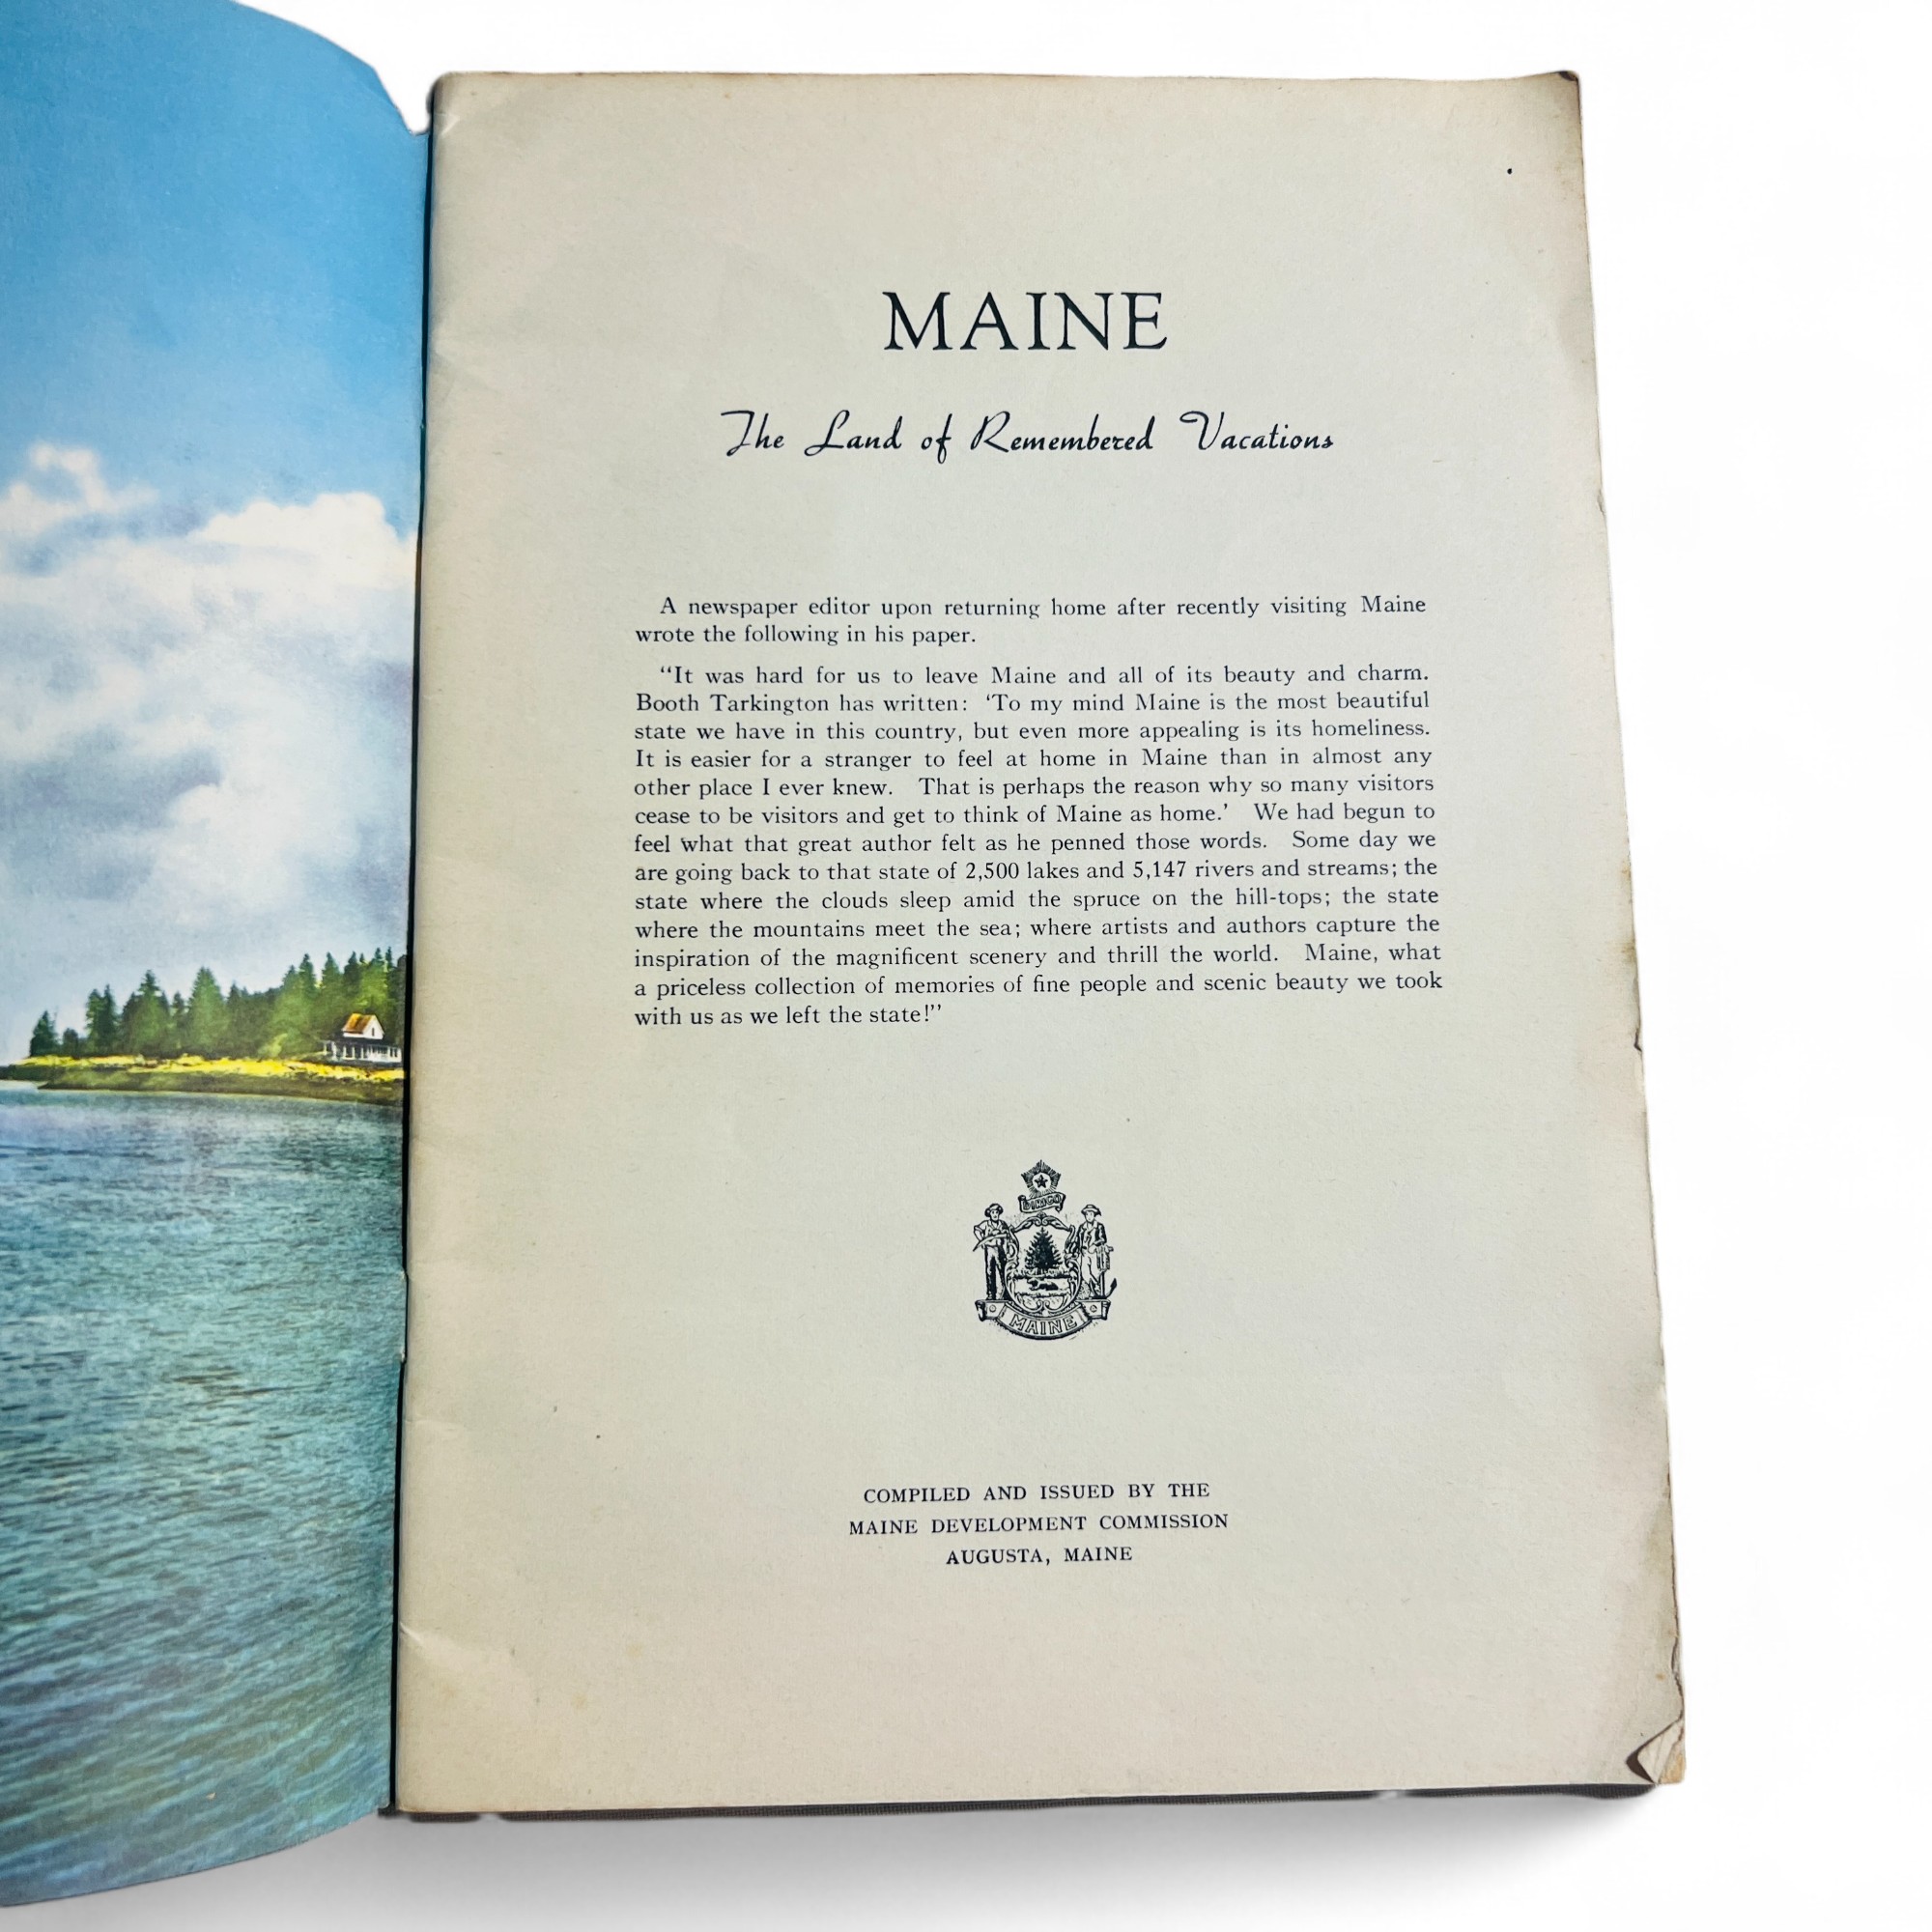 MAINE
The Land of Remembered Vacations
A newspaper editor upon returning home after recently visiting Maine
wrote the following in his paper.
“It was hard for us to leave Maine and all of its beauty and charm.
Booth Tarkington has written: ‘To my mind Maine is the most beautiful
state we have in this country, but even more appealing is its homeliness.
It is easier for a stranger to feel at home in Maine than in almost any
other place I ever knew. That is perhaps the reason why so many visitors
cease to be visitors and get to think of Maine as home.’ We had begun to
feel what that great author felt as he penned those words. Some day we
are going back to that state of 2,500 lakes and 5,147 rivers and streams; the
state where the clouds sleep amid the spruce on the hill-tops; the state
where the mountains meet the sea; where artists and authors capture the
inspiration of the magnificent scenery and thrill the world. Maine, what
a priceless collection of memories of fine people and scenic beauty we took
with us as we left the state!”
DIRIGO
MAINE
COMPILED AND ISSUED BY THE
MAINE DEVELOPMENT COMMISSION
AUGUSTA, MAINE